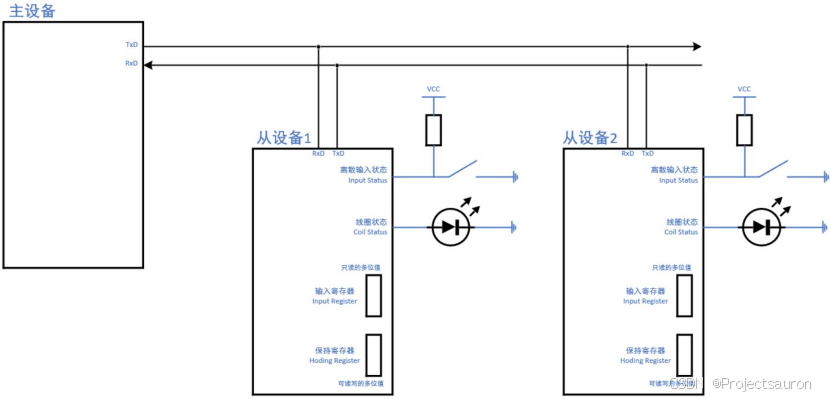 主设备
TxD
RxD
VCC
VCC
从设备1
从设备2
RxD TxD
RxD TxD
离散输入状态
Input Status
离散输入状态
Input Status
线圈状态
Coil Status
线圈状态
Coil Status
只读的多位值
只读的多位值
输入寄存器
Input Register
输入寄存器
Input Register
保持寄存器
Hoding Register
保持寄存器
Hoding Register
可读写的多位值
可读写的多位值
CSDN @Projectsauron